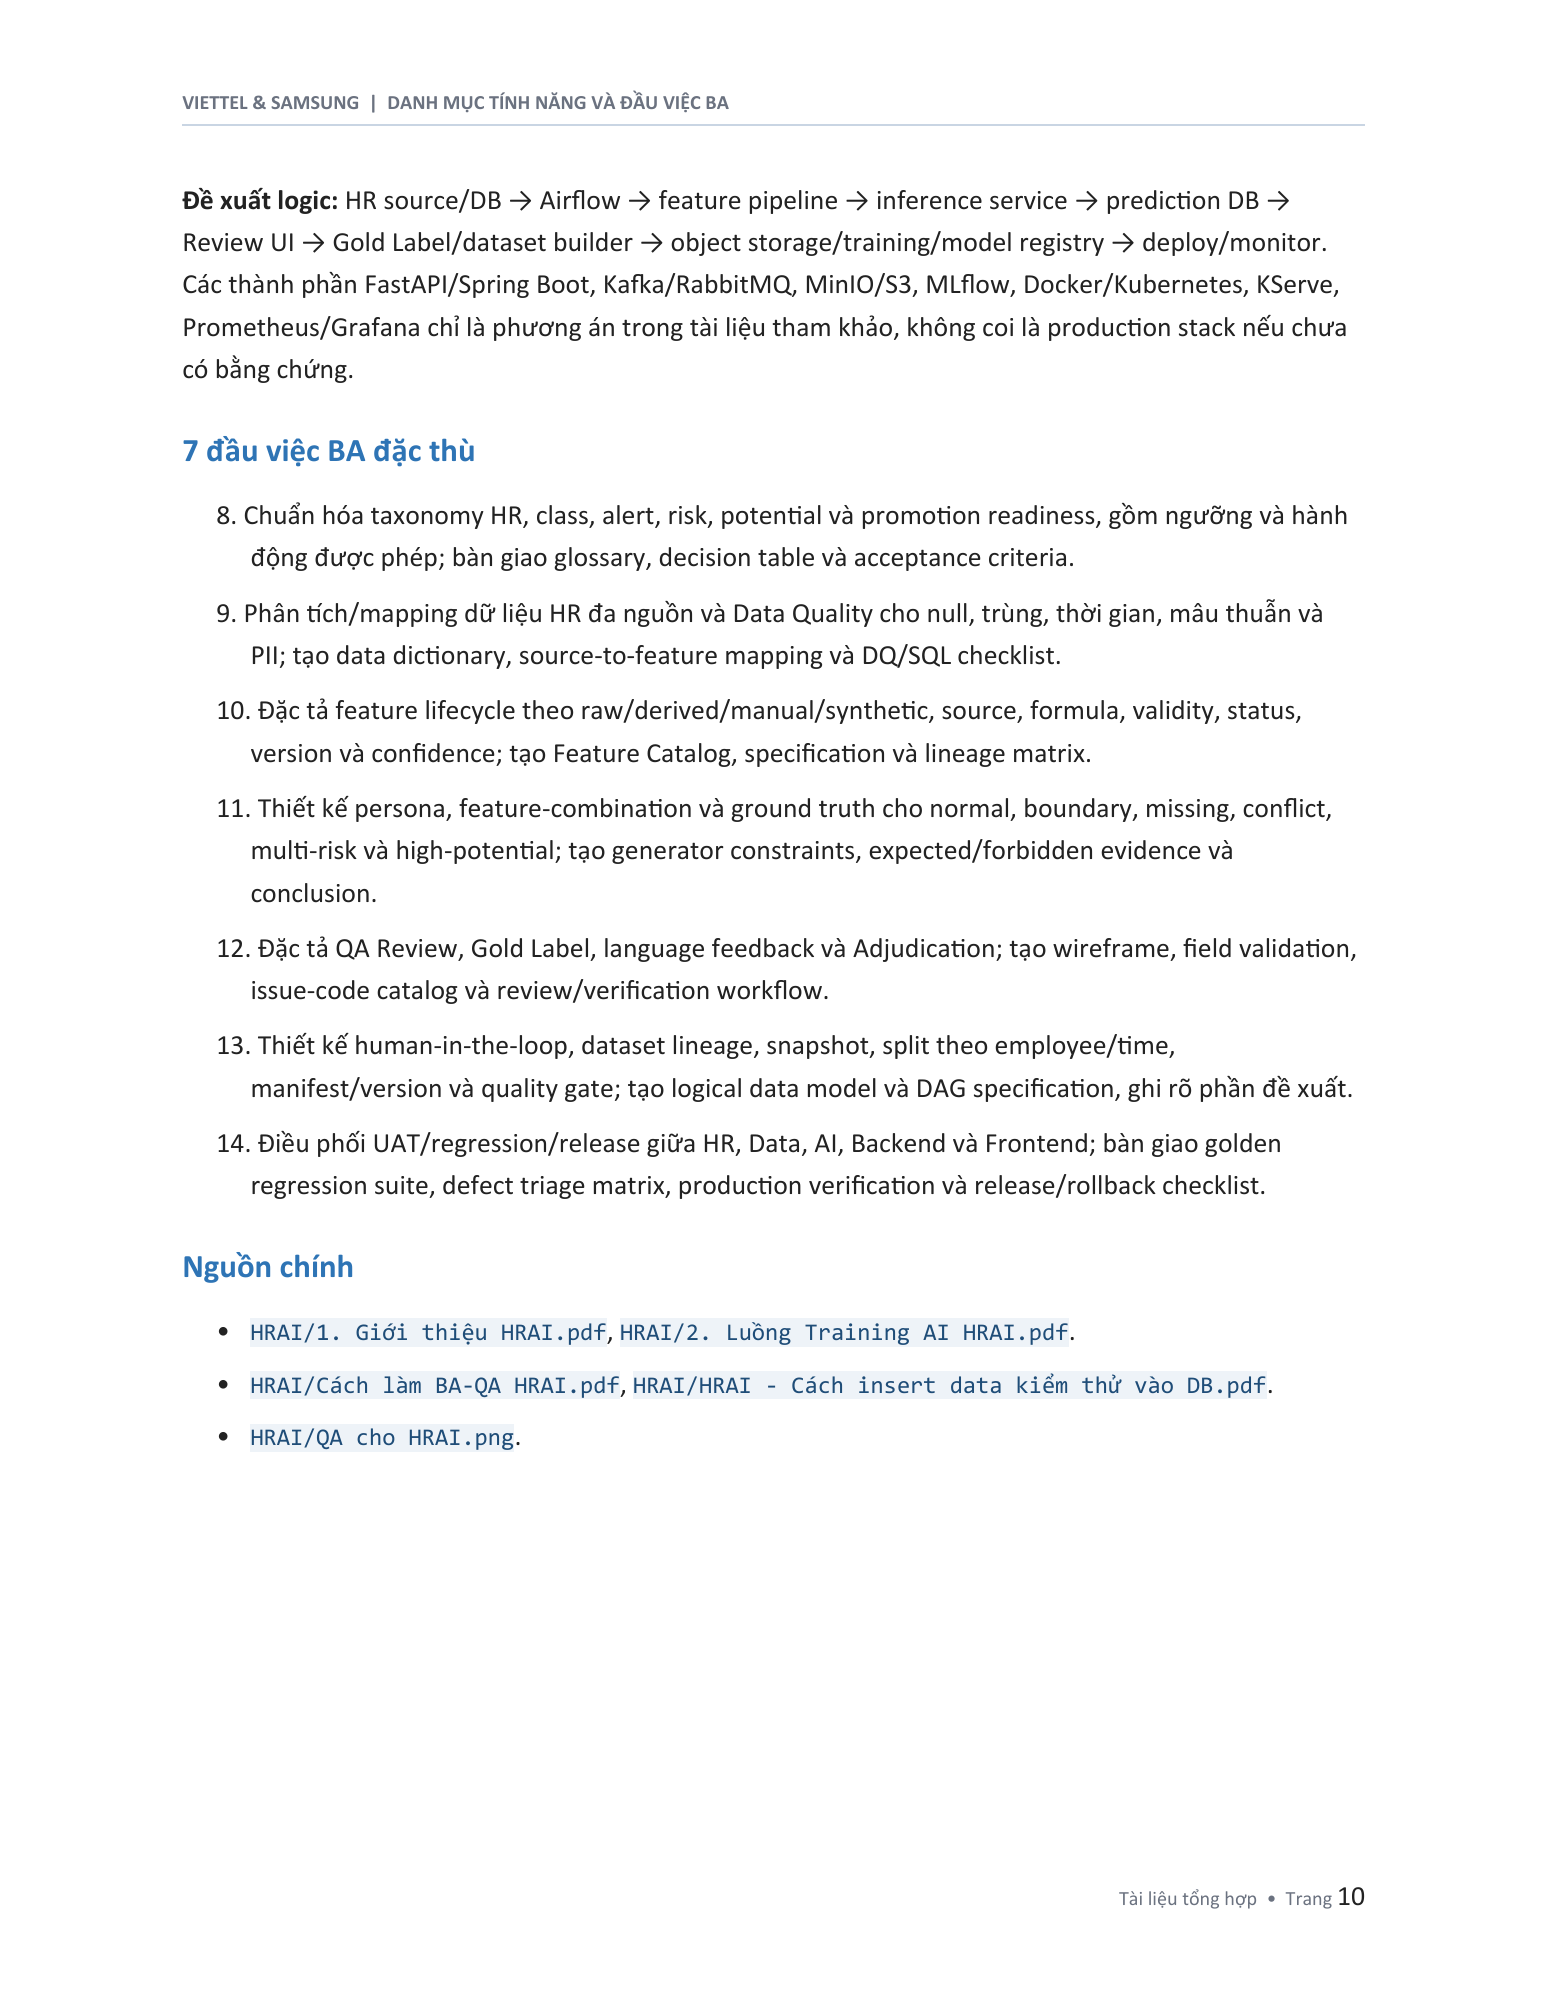 VIETTEL & SAMSUNG | DANH MỤC TÍNH NĂNG VÀ ĐẦU VIỆC BA
Đề xuất logic: HR source/DB → Airflow → feature pipeline → inference service → prediction DB →
Review UI → Gold Label/dataset builder → object storage/training/model registry → deploy/monitor.
Các thành phần FastAPI/Spring Boot, Kafka/RabbitMQ, MinIO/S3, MLflow, Docker/Kubernetes, KServe,
Prometheus/Grafana chỉ là phương án trong tài liệu tham khảo, không coi là production stack nếu chưa
có bằng chứng.
7 đầu việc BA đặc thù
8. Chuẩn hóa taxonomy HR, class, alert, risk, potential và promotion readiness, gồm ngưỡng và hành
động được phép; bàn giao glossary, decision table và acceptance criteria.
9. Phân tích/mapping dữ liệu HR đa nguồn và Data Quality cho null, trùng, thời gian, mâu thuẫn và
PII; tạo data dictionary, source-to-feature mapping và DQ/SQL checklist.
10. Đặc tả feature lifecycle theo raw/derived/manual/synthetic, source, formula, validity, status,
version và confidence; tạo Feature Catalog, specification và lineage matrix.
11. Thiết kế persona, feature-combination và ground truth cho normal, boundary, missing, conflict,
multi-risk và high-potential; tạo generator constraints, expected/forbidden evidence và
conclusion.
12. Đặc tả QA Review, Gold Label, language feedback và Adjudication; tạo wireframe, field validation,
issue-code catalog và review/verification workflow.
13. Thiết kế human-in-the-loop, dataset lineage, snapshot, split theo employee/time,
manifest/version và quality gate; tạo logical data model và DAG specification, ghi rõ phần đề xuất.
14. Điều phối UAT/regression/release giữa HR, Data, AI, Backend và Frontend; bàn giao golden
regression suite, defect triage matrix, production verification và release/rollback checklist.
Nguồn chính
• HRAI/1. Giới thiệu HRAI.pdf, HRAI/2. Luồng Training AI HRAI.pdf.
• HRAI/Cách làm BA-QA HRAI.pdf, HRAI/HRAI - Cách insert data kiểm thử vào DB.pdf.
• HRAI/QA cho HRAI.png.
Tài liệu tổng hợp • Trang 10